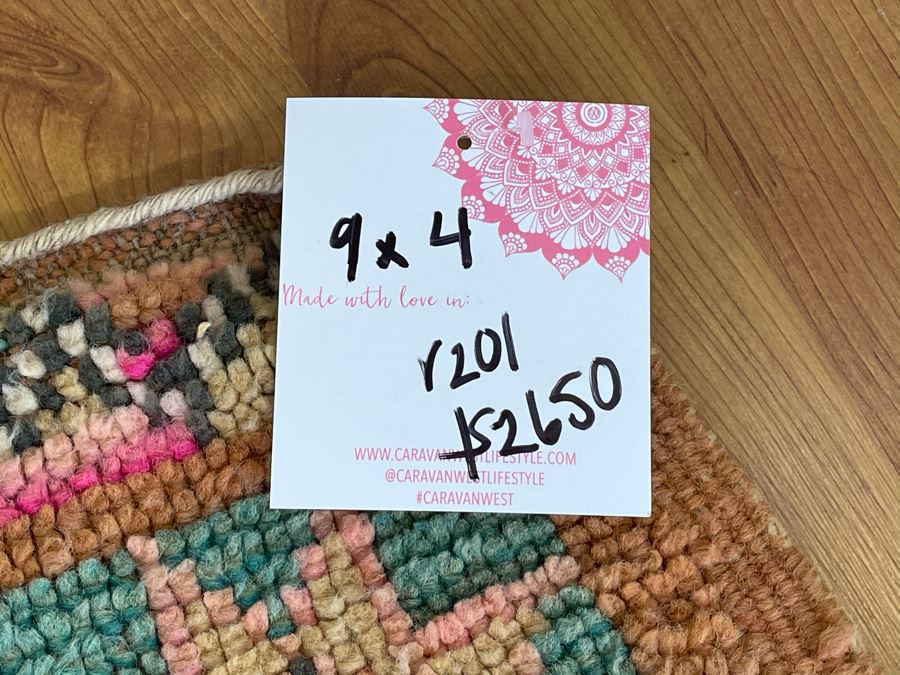 9 x 4
Made with love in:
r201
$2650
WWW.CARAVANWESTLIFESTYLE.COM
@CARAVANWESTLIFESTYLE
#CARAVANWEST